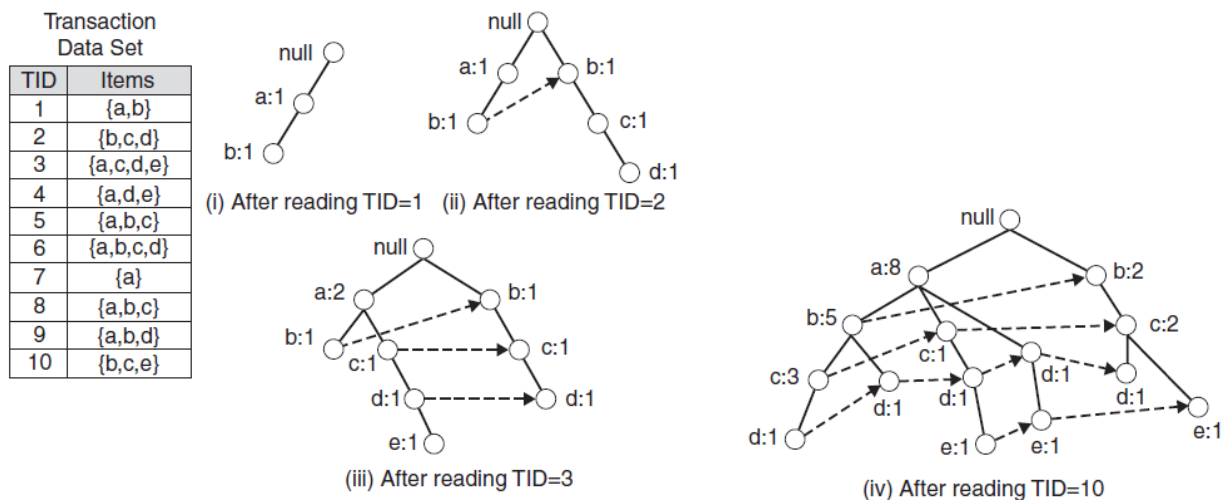 Transaction
Data Set
TID Items
1 {a,b}
2 {b,c,d}
3 {a,c,d,e}
4 {a,d,e}
5 {a,b,c}
6 {a,b,c,d}
7 {a}
8 {a,b,c}
9 {a,b,d}
10 {b,c,e}
null
a:1
b:1
(i) After reading TID=1
null
a:1 b:1
b:1 c:1
d:1
(ii) After reading TID=2
null
a:2 b:1
b:1 c:1 c:1
d:1 d:1
e:1
(iii) After reading TID=3
null
a:8 b:2
b:5 c:1 c:2
c:3 d:1 d:1 d:1 d:1
d:1 e:1 e:1 e:1
(iv) After reading TID=10